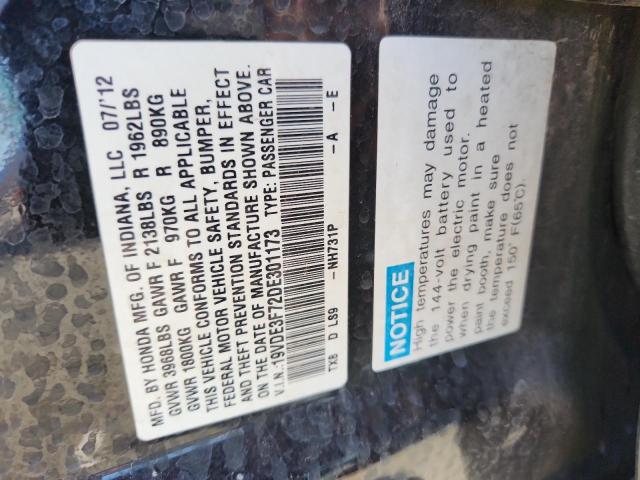 MFD. BY HONDA MFG. OF INDIANA, LLC 07/'12
GVWR 3968LBS GAWR F 2138LBS R 1962LBS
GVWR 1800KG GAWR F 970KG R 890KG
THIS VEHICLE CONFORMS TO ALL APPLICABLE
FEDERAL MOTOR VEHICLE SAFETY, BUMPER,
AND THEFT PREVENTION STANDARDS IN EFFECT
ON THE DATE OF MANUFACTURE SHOWN ABOVE.
V.I.N.:19VDE3F72DE301173 TYPE: PASSENGER CAR
TX8 D LS9 -NH731P -A -E
NOTICE
High temperatures may damage
the 144-volt battery used to
power the electric motor.
when drying paint in a heated
paint booth, make sure
the temperature does not
exceed 150°F(65℃).